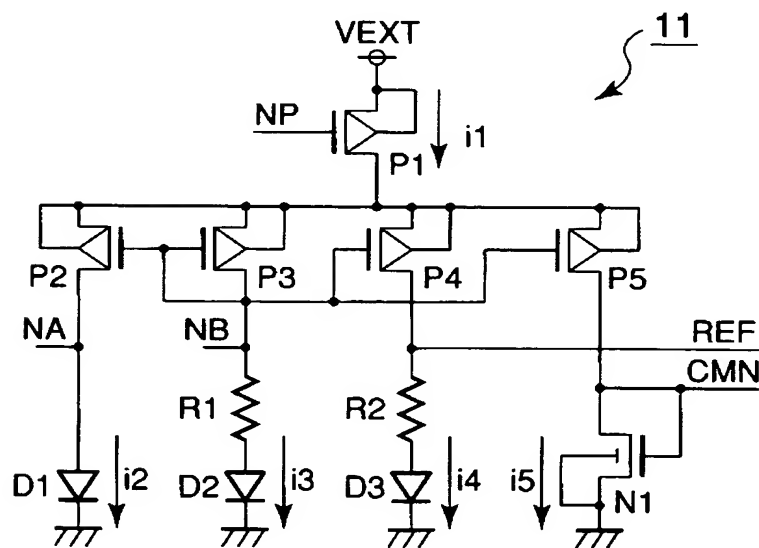 11
VEXT
NP
i1
P1
P2
P3
P4
P5
NA
NB
REF
CMN
R1
R2
D1
i2
D2
i3
D3
i4
i5
N1